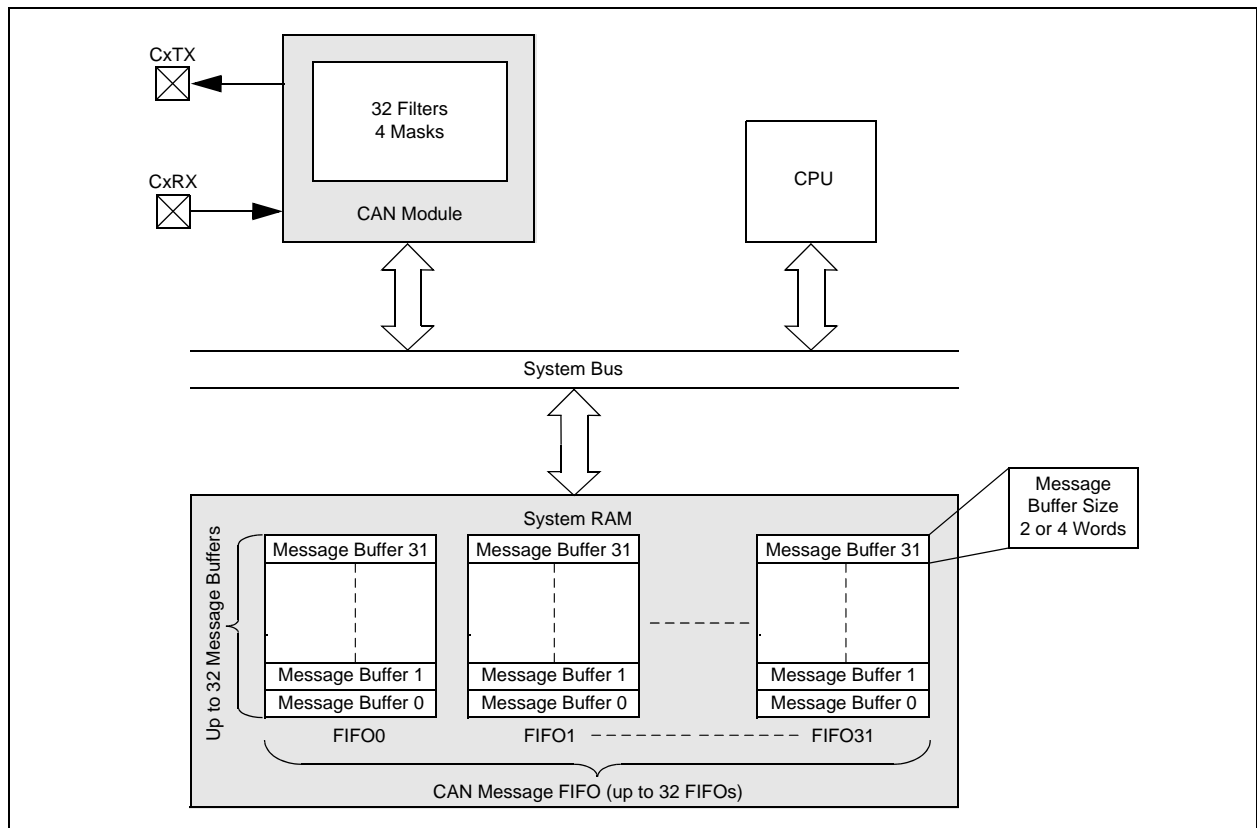 CxTX
32 Filters
4 Masks
CxRX
CAN Module
CPU
System Bus
Message
Buffer Size
2 or 4 Words
System RAM
Up to 32 Message Buffers
Message Buffer 31
Message Buffer 31
Message Buffer 31
Message Buffer 1
Message Buffer 1
Message Buffer 1
Message Buffer 0
Message Buffer 0
Message Buffer 0
FIFO0
FIFO1
FIFO31
CAN Message FIFO (up to 32 FIFOs)